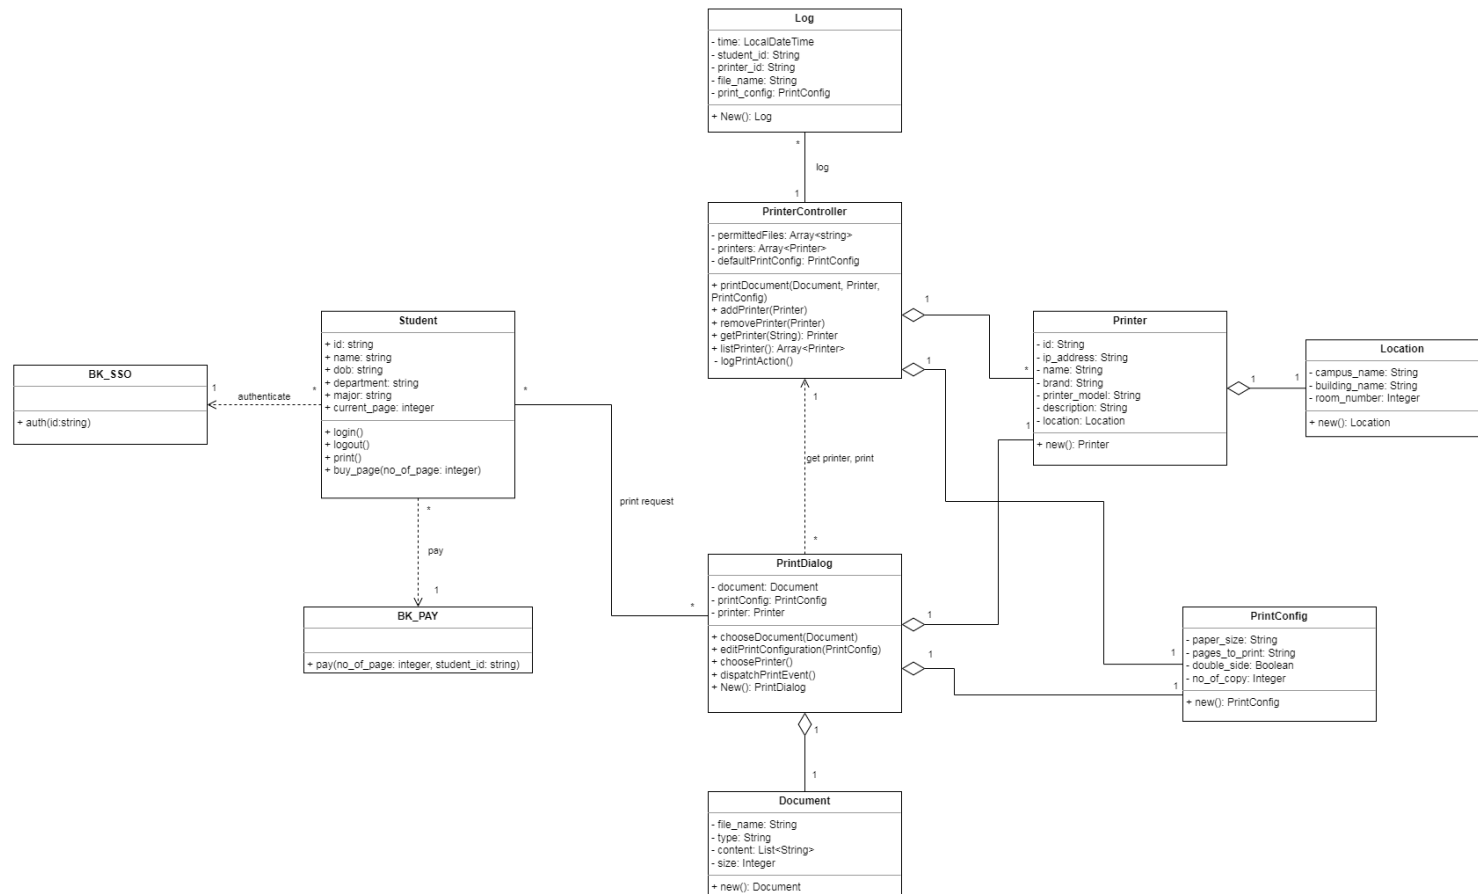 Log
- time: LocalDateTime
- student_id: String
- printer_id: String
- file_name: String
- print_config: PrintConfig
+ New(): Log
*
log
1
PrinterController
- permittedFiles: Array<string>
- printers: Array<Printer>
- defaultPrintConfig: PrintConfig
+ printDocument(Document, Printer,
PrintConfig)
+ addPrinter(Printer)
+ removePrinter(Printer)
+ getPrinter(String): Printer
+ listPrinter(): Array<Printer>
- logPrintAction()
1
1
*
1
Printer
- id: String
- ip_address: String
- name: String
- brand: String
- printer_model: String
- description: String
- location: Location
+ new(): Printer
1
1
Location
- campus_name: String
- building_name: String
- room_number: Integer
+ new(): Location
Student
+ id: string
+ name: string
+ dob: string
+ department: string
+ major: string
+ current_page: integer
+ login()
+ logout()
+ print()
+ buy_page(no_of_page: integer)
BK_SSO
+ auth(id:string)
1
authenticate
*
*
print request
*
*
pay
1
BK_PAY
+ pay(no_of_page: integer, student_id: string)
1
get printer, print
*
PrintDialog
- document: Document
- printConfig: PrintConfig
- printer: Printer
+ chooseDocument(Document)
+ editPrintConfiguration(PrintConfig)
+ choosePrinter()
+ dispatchPrintEvent()
+ New(): PrintDialog
1
1
1
1
PrintConfig
- paper_size: String
- pages_to_print: String
- double_side: Boolean
- no_of_copy: Integer
+ new(): PrintConfig
1
1
Document
- file_name: String
- type: String
- content: List<String>
- size: Integer
+ new(): Document